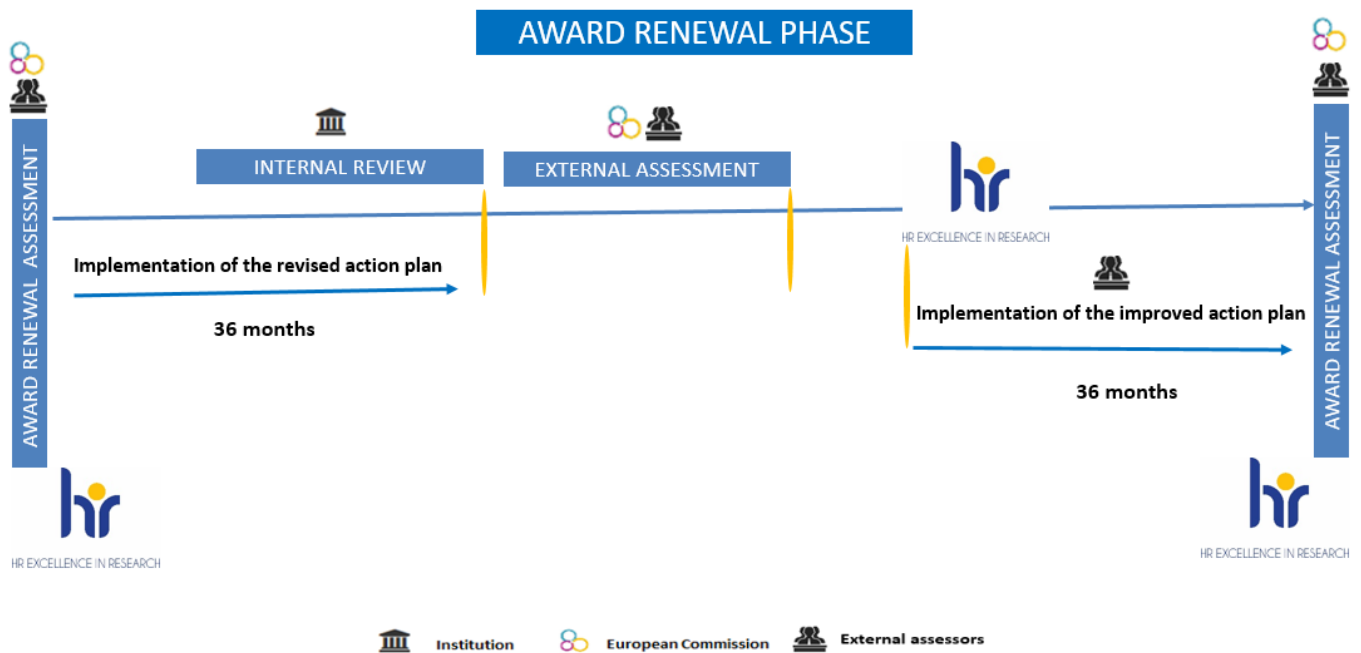 AWARD RENEWAL PHASE
AWARD RENEWAL ASSESSMENT
INTERNAL REVIEW
EXTERNAL ASSESSMENT
hr
HR EXCELLENCE IN RESEARCH
Implementation of the revised action plan
36 months
Implementation of the improved action plan
36 months
AWARD RENEWAL ASSESSMENT
hr
HR EXCELLENCE IN RESEARCH
hr
HR EXCELLENCE IN RESEARCH
Institution
European Commission
External assessors